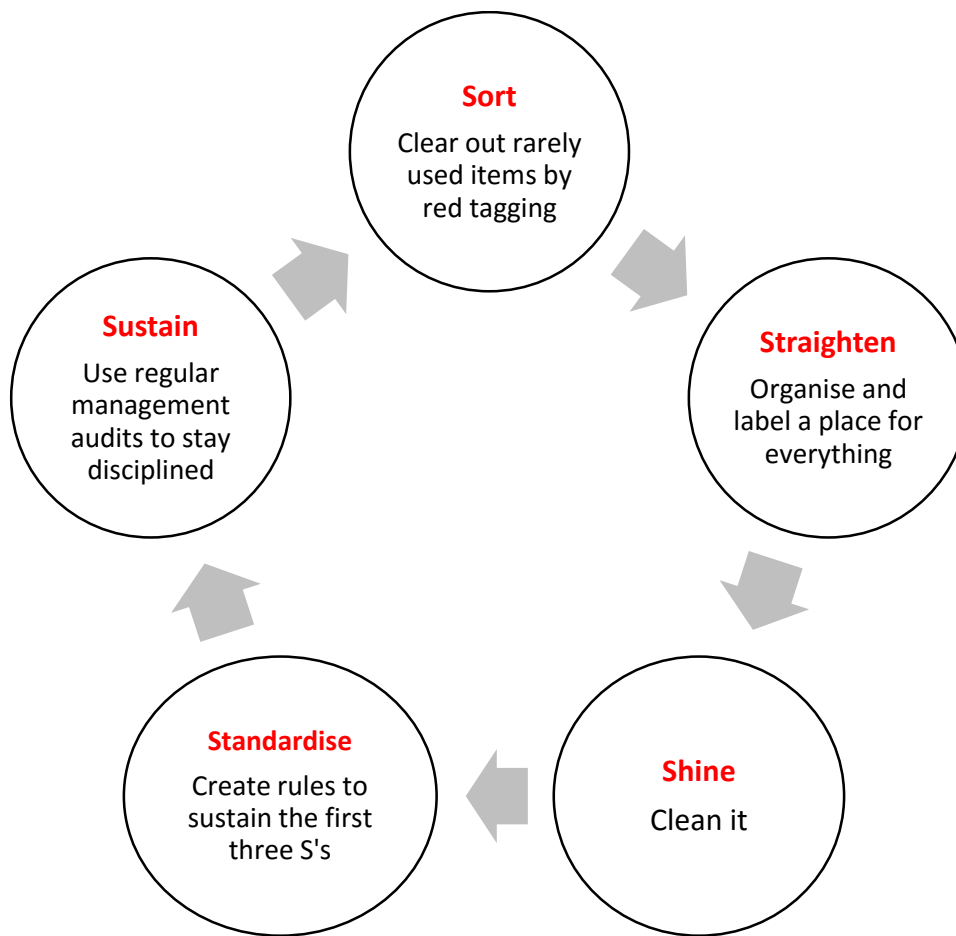 Sort
Clear out rarely
used items by
red tagging
Straighten
Organise and
label a place for
everything
Shine
Clean it
Standardise
Create rules to
sustain the first
three S's
Sustain
Use regular
management
audits to stay
disciplined